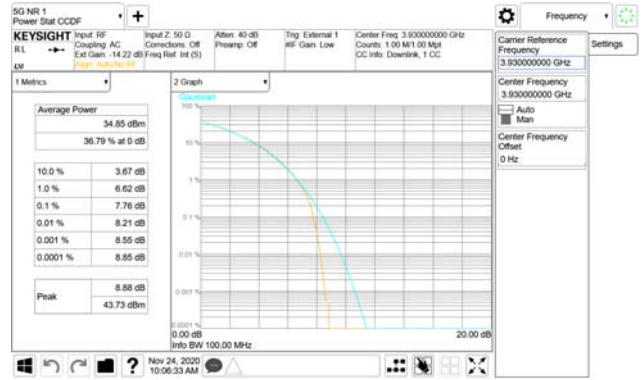 5G NR 1
Power Stat CCDF
Frequency
KEYSIGHT
RL
LXI
Input: RF
Coupling: AC
Ext Gain: -14.22 dB
Align: Auto/No RF
Input Z: 50 Ω
Corrections: Off
Freq Ref: Int (S)
Atten: 40 dB
Preamp: Off
Trig: External 1
#IF Gain: Low
Center Freq: 3.930000000 GHz
Counts: 1.00 M/1.00 Mpt
CC Info: Downlink, 1 CC
Carrier Reference
Frequency
3.930000000 GHz
Settings
Center Frequency
3.930000000 GHz
Auto
Man
Center Frequency
Offset
0 Hz
1 Metrics
Average Power
34.85 dBm
36.79 % at 0 dB
10.0 % 3.67 dB
1.0 % 6.62 dB
0.1 % 7.76 dB
0.01 % 8.21 dB
0.001 % 8.55 dB
0.0001 % 8.85 dB
Peak
8.88 dB
43.73 dBm
2 Graph
Gaussian
100 %
10 %
1 %
0.1 %
0.01 %
0.001 %
0.0001 %
0.00 dB 20.00 dB
Info BW 100.00 MHz
Nov 24, 2020
10:06:33 AM